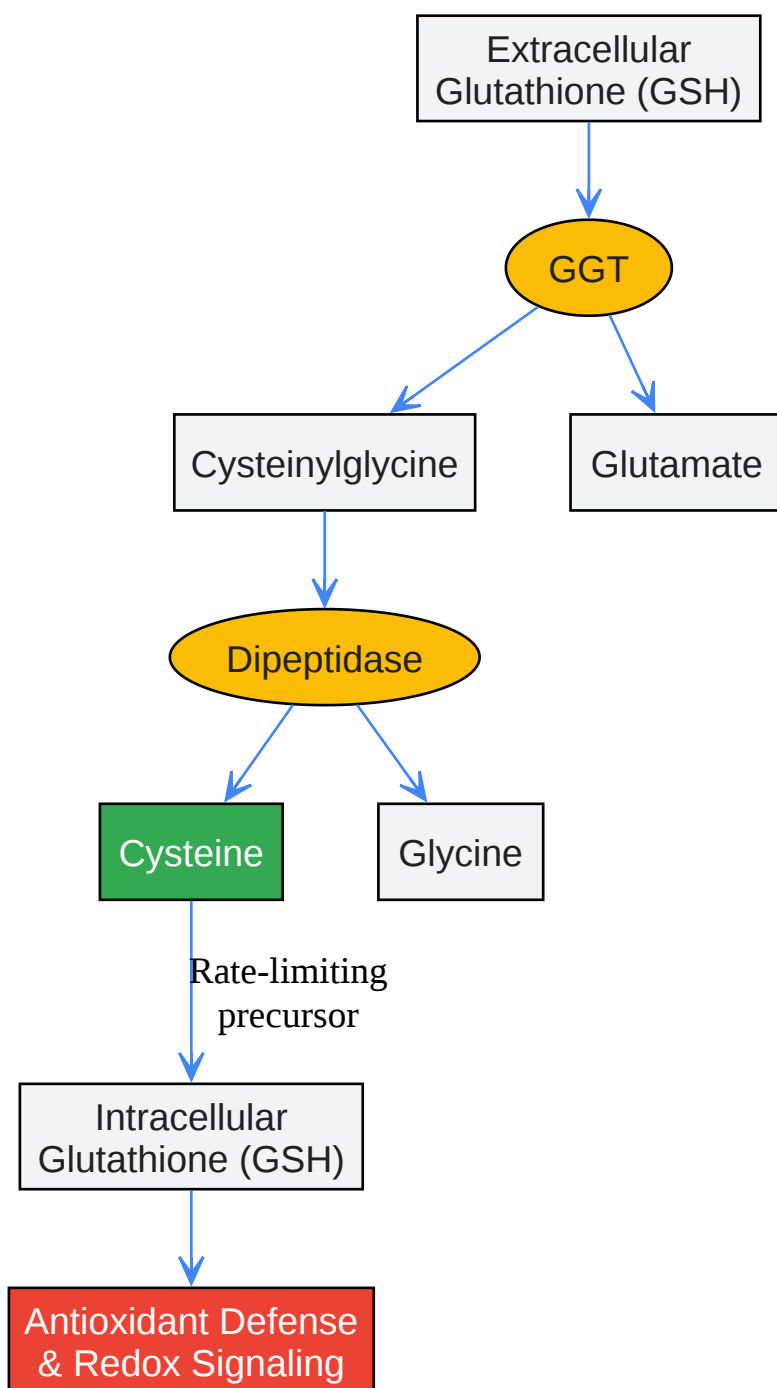 Extracellular
Glutathione (GSH)
GGT
Cysteinylglycine
Glutamate
Dipeptidase
Cysteine
Glycine
Rate-limiting
precursor
Intracellular
Glutathione (GSH)
Antioxidant Defense
& Redox Signaling